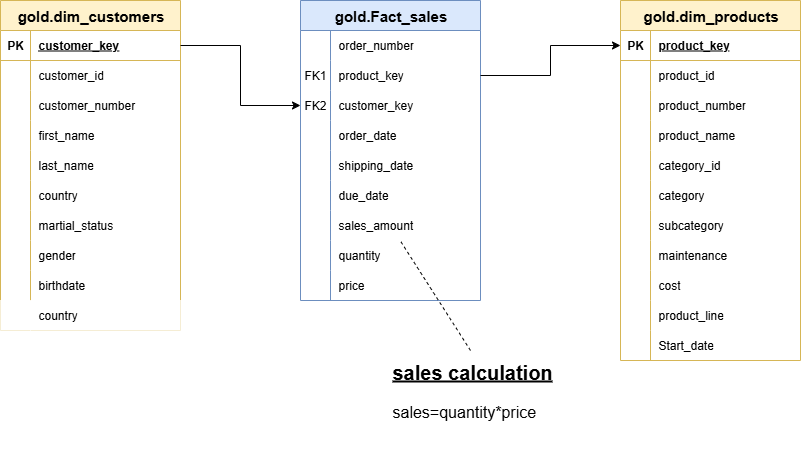 gold.dim_customers
PK customer_key
customer_id
customer_number
first_name
last_name
country
martial_status
gender
birthdate
country
gold.Fact_sales
order_number
FK1 product_key
FK2 customer_key
order_date
shipping_date
due_date
sales_amount
quantity
price
gold.dim_products
PK product_key
product_id
product_number
product_name
category_id
category
subcategory
maintenance
cost
product_line
Start_date
sales calculation
sales=quantity*price